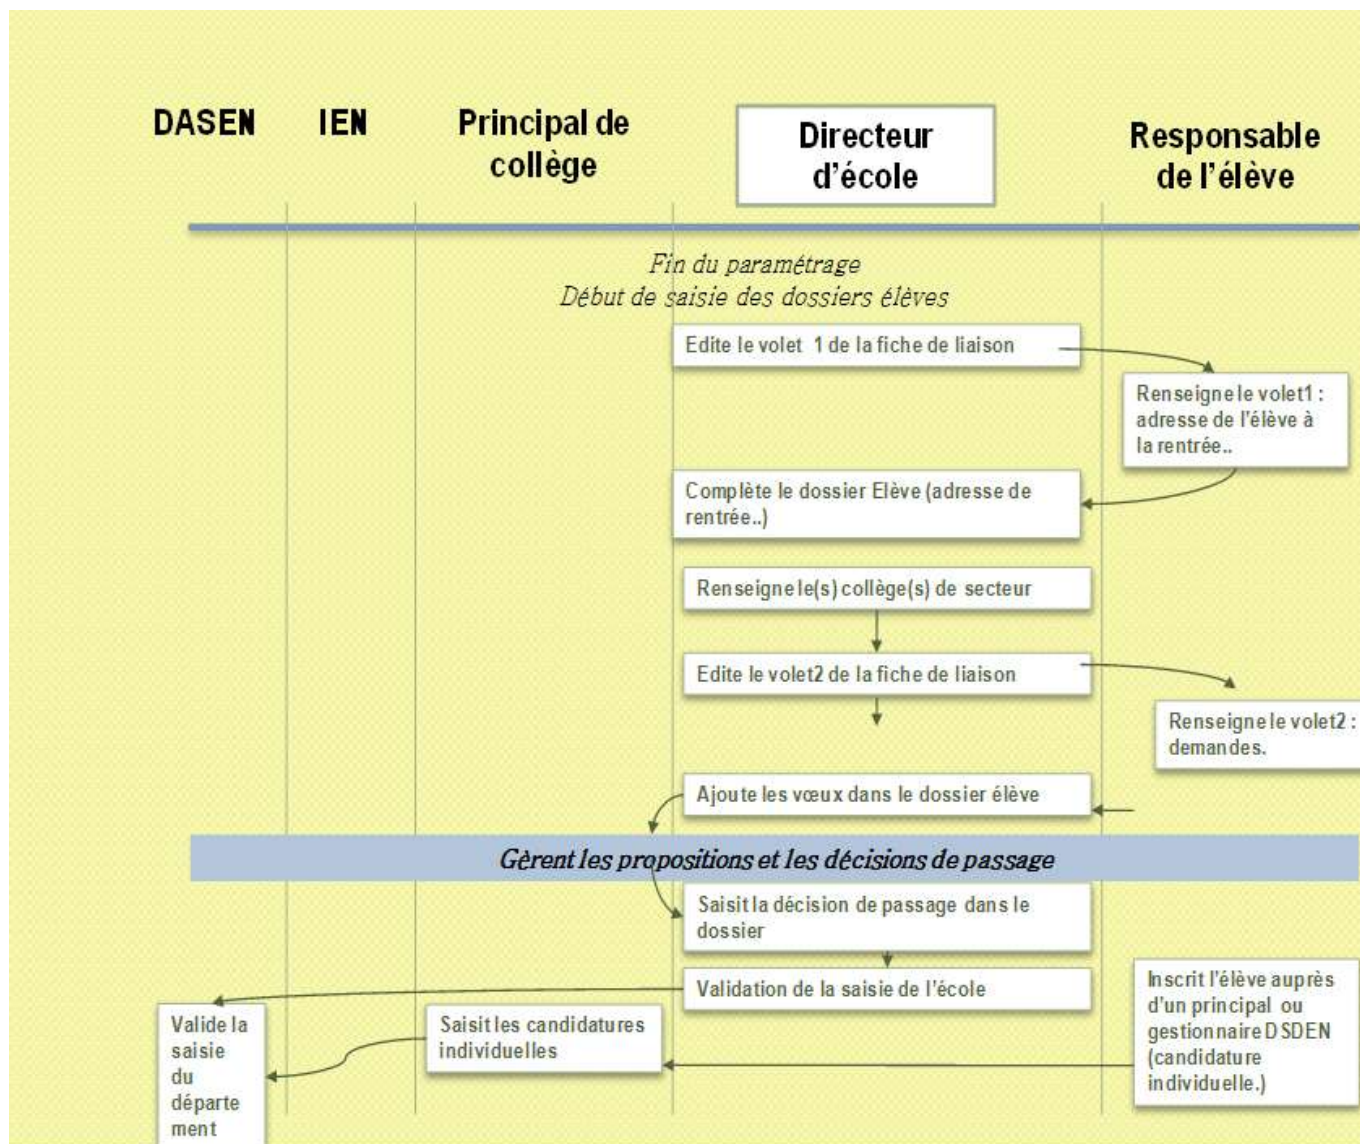 DASEN
IEN
Principal de
collège
Directeur
d'école
Responsable
de l'élève
Fin du paramétrage
Début de saisie des dossiers élèves
Edite le volet 1 de la fiche de liaison
Renseigne le volet1 :
adresse de l'élève à
la rentrée..
Complète le dossier Elève (adresse de
rentrée..)
Renseigne le(s) collège(s) de secteur
Edite le volet2 de la fiche de liaison
Renseigne le volet2 :
demandes.
Ajoute les vœux dans le dossier élève
Gèrent les propositions et les décisions de passage
Saisit la décision de passage dans le
dossier
Validation de la saisie de l'école
Inscrit l'élève auprès
d'un principal ou
gestionnaire DSDEN
(candidature
individuelle.)
Saisit les candidatures
individuelles
Valide la
saisie
du
départe
ment